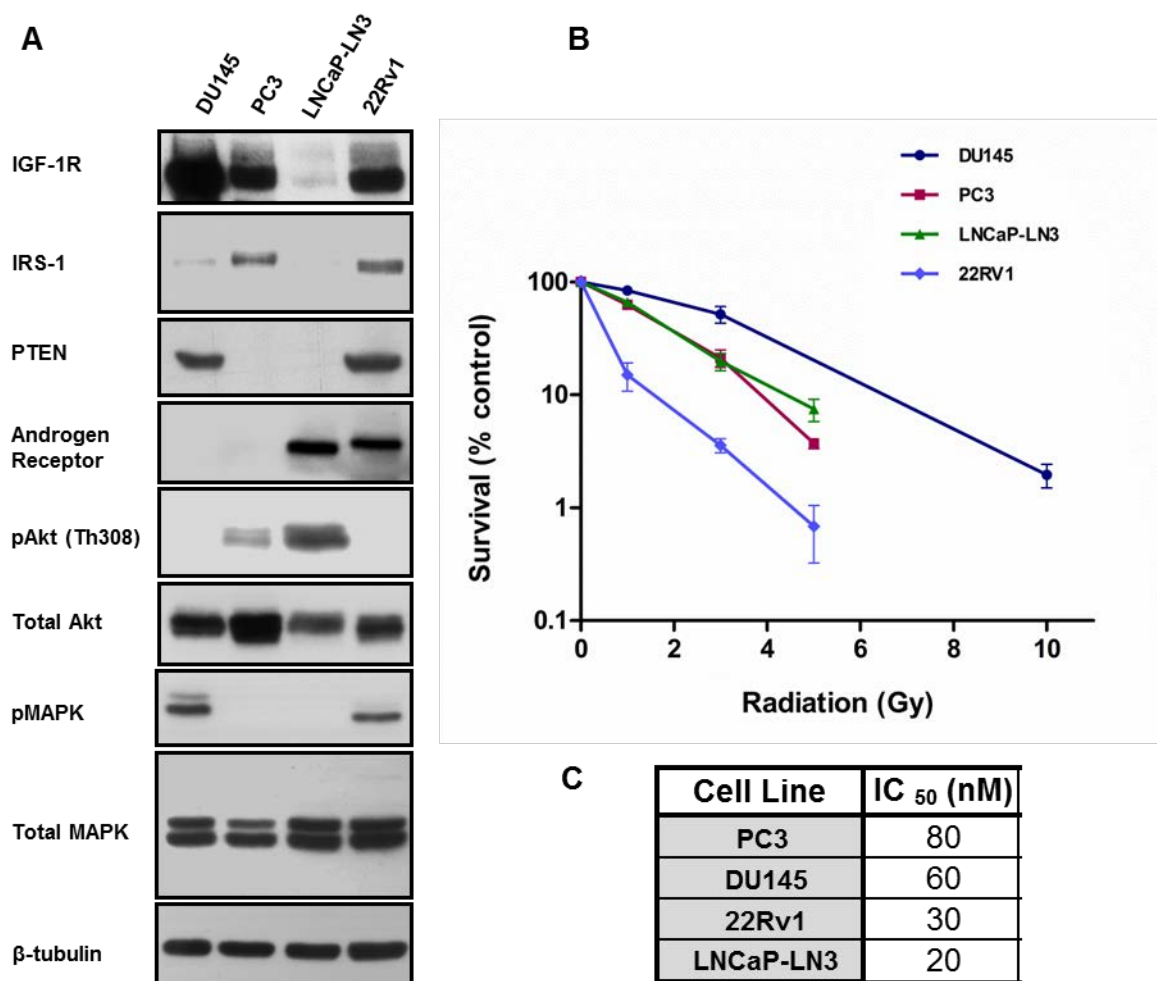 A
DU145
PC3
LNCaP-LN3
22Rv1
IGF-1R
IRS-1
PTEN
Androgen
Receptor
pAkt (Th308)
Total Akt
pMAPK
Total MAPK
β-tubulin
B
DU145
PC3
LNCaP-LN3
22RV1
Survival (% control)
100
10
1
0.1
0 2 4 6 8 10
Radiation (Gy)
C
Cell Line IC 50 (nM)
PC3 80
DU145 60
22Rv1 30
LNCaP-LN3 20